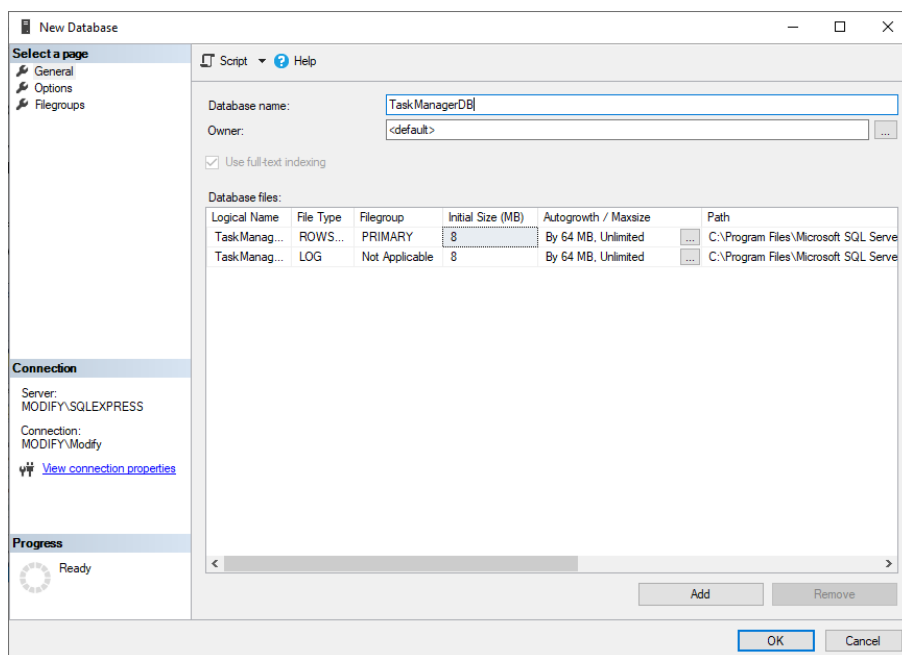 New Database
Select a page
General
Options
Filegroups
Script Help
Database name: TaskManagerDB
Owner: <default> ...
Use full-text indexing
Database files:
Logical Name File Type Filegroup Initial Size (MB) Autogrowth / Maxsize Path
TaskManag... ROWS... PRIMARY 8 By 64 MB, Unlimited ... C:\Program Files\Microsoft SQL Serve
TaskManag... LOG Not Applicable 8 By 64 MB, Unlimited ... C:\Program Files\Microsoft SQL Serve
Connection
Server:
MODIFY\SQLEXPRESS
Connection:
MODIFY\Modify
View connection properties
Progress
Ready
Add Remove
OK Cancel